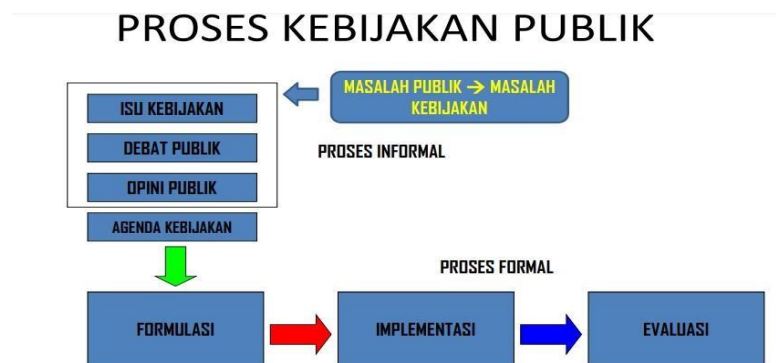 PROSES KEBIJAKAN PUBLIK
MASALAH PUBLIK → MASALAH
KEBIJAKAN
ISU KEBIJAKAN
DEBAT PUBLIK
PROSES INFORMAL
OPINI PUBLIK
AGENDA KEBIJAKAN
PROSES FORMAL
FORMULASI
IMPLEMENTASI
EVALUASI